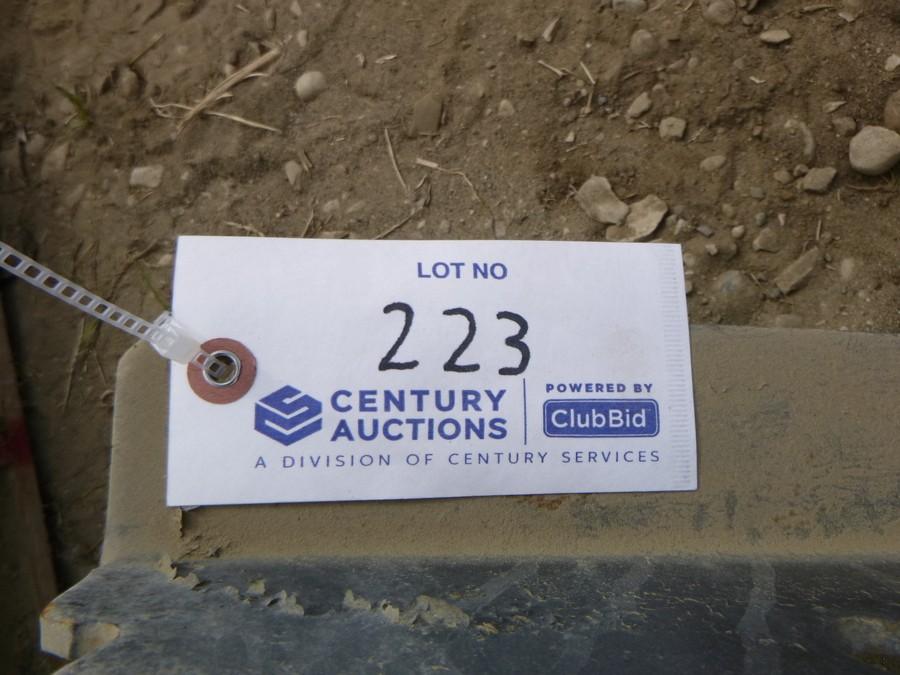 LOT NO
223
CENTURY
AUCTIONS
A DIVISION OF CENTURY SERVICES
POWERED BY
ClubBid